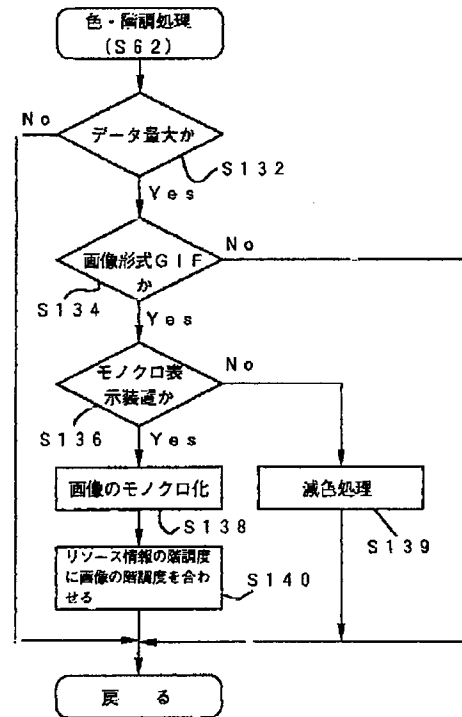 色・階調処理
(S62)
No
データ量大か
S132
Yes
画像形式GIF
か
No
S134
Yes
モノクロ表
示装置か
No
S136
Yes
画像のモノクロ化
減色処理
S138
S139
リソース情報の階調度
に画像の階調度を合わ
せる
S140
戻る